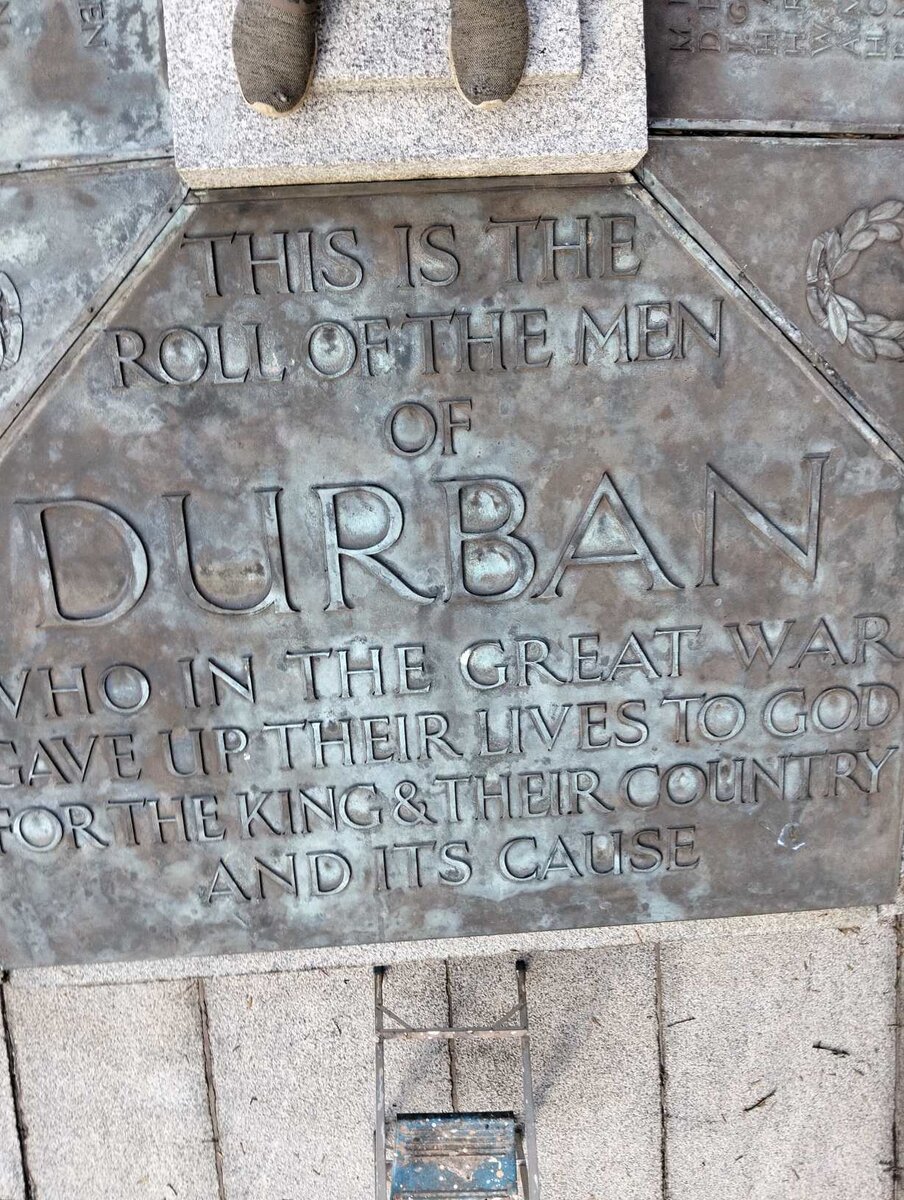 THIS IS THE
ROLL OF THE MEN
OF
DURBAN
WHO IN THE GREAT WAR
GAVE UP THEIR LIVES TO GOD
FOR THE KING & THEIR COUNTRY
AND ITS CAUSE